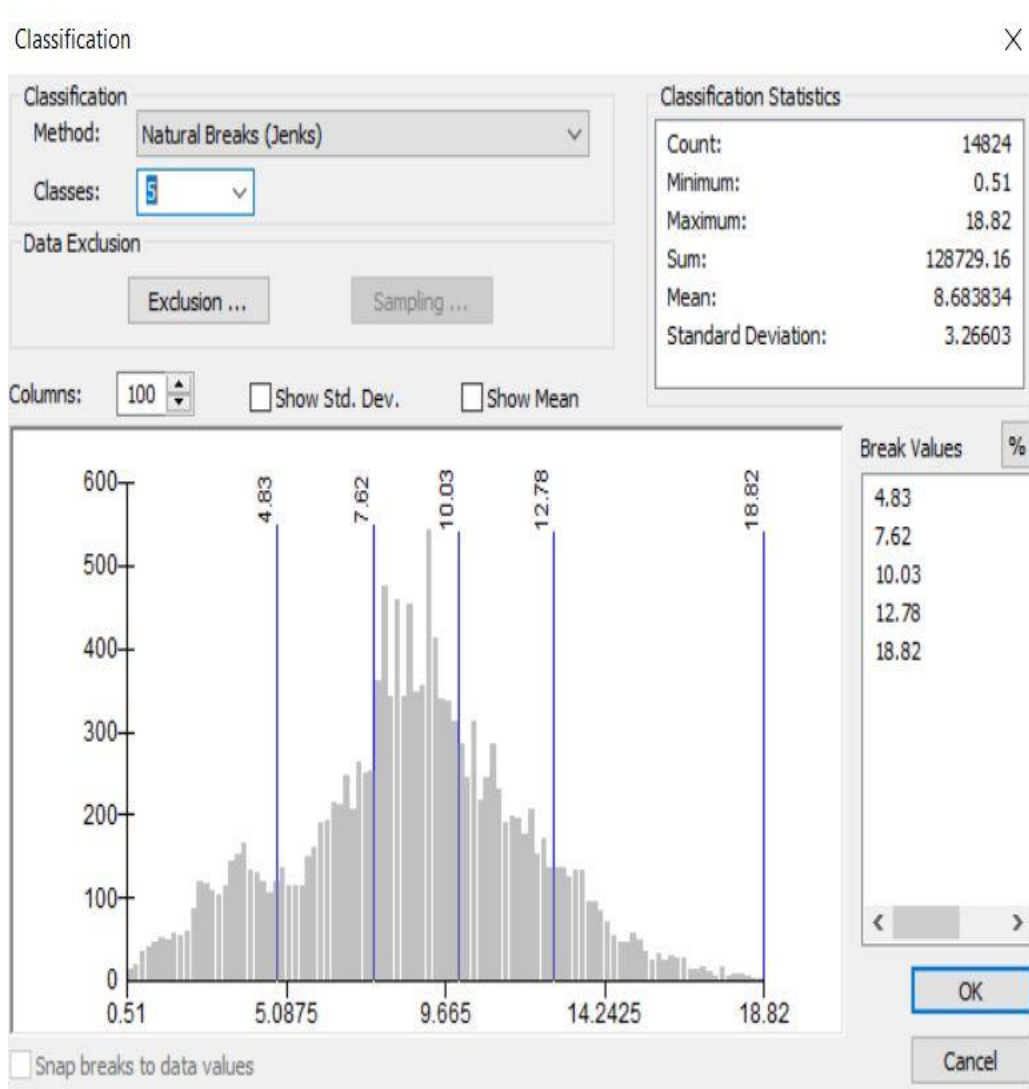 Classification X
Classification
Method: Natural Breaks (Jenks)
Classes: 5
Data Exclusion
Exclusion ... Sampling ...
Classification Statistics
Count: 14824
Minimum: 0.51
Maximum: 18.82
Sum: 128729.16
Mean: 8.683834
Standard Deviation: 3.26603
Columns: 100 Show Std. Dev. Show Mean
Break Values %
4.83
7.62
10.03
12.78
18.82
600
500
400
300
200
100
0
4.83 7.62 10.03 12.78 18.82
0.51 5.0875 9.665 14.2425 18.82
Snap breaks to data values
OK
Cancel